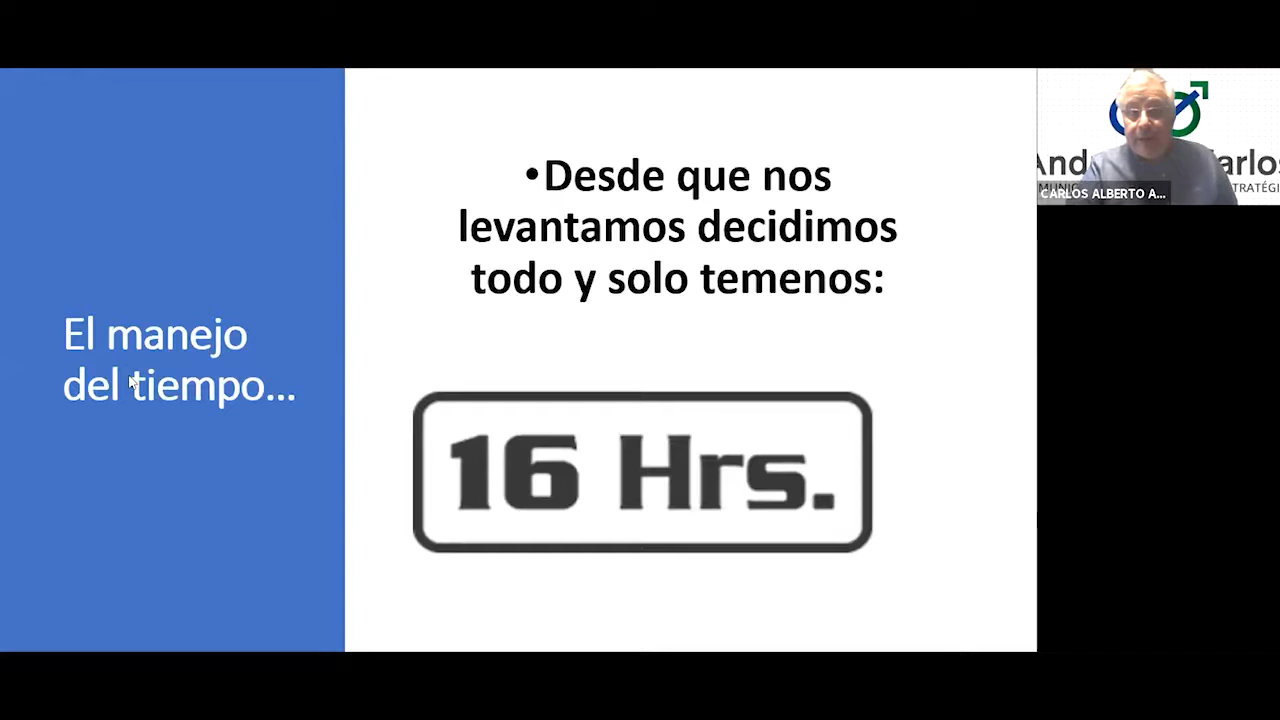 El manejo
del tiempo...
•Desde que nos
levantamos decidimos
todo y solo temenos:
16 Hrs.
CARLOS ALBERTO A...